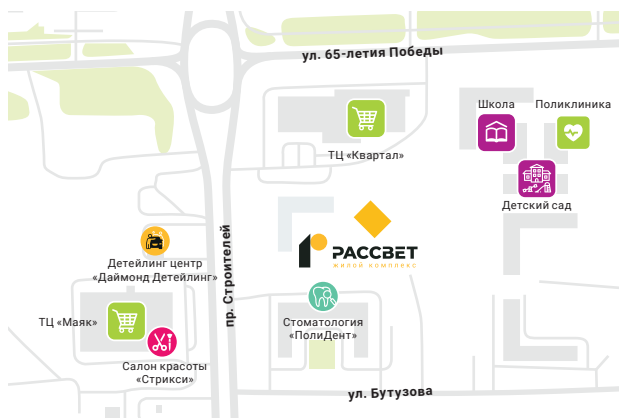 ул. 65-летия Победы
Школа
Поликлиника
ТЦ «Квартал»
Детский сад
пр. Строителей
РАССВЕТ
ЖИЛОЙ КОМПЛЕКС
Детейлинг центр
«Даймонд Детейлинг»
ТЦ «Маяк»
Стоматология
«ПолиДент»
Салон красоты
«Стрикси»
ул. Бутузова